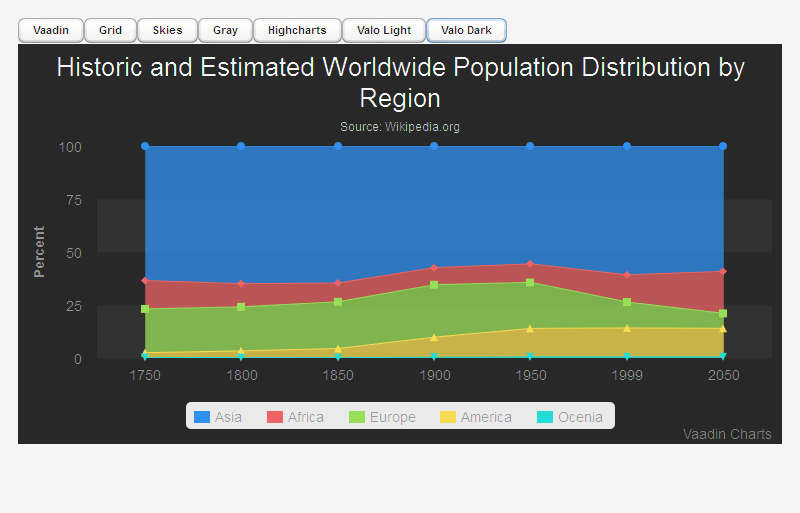 Vaadin Grid Skies Gray Highcharts Valo Light Valo Dark
Historic and Estimated Worldwide Population Distribution by
Region
Source: Wikipedia.org
Percent
100
75
50
25
0
1750 1800 1850 1900 1950 1999 2050
Asia Africa Europe America Ocenia
Vaadin Charts